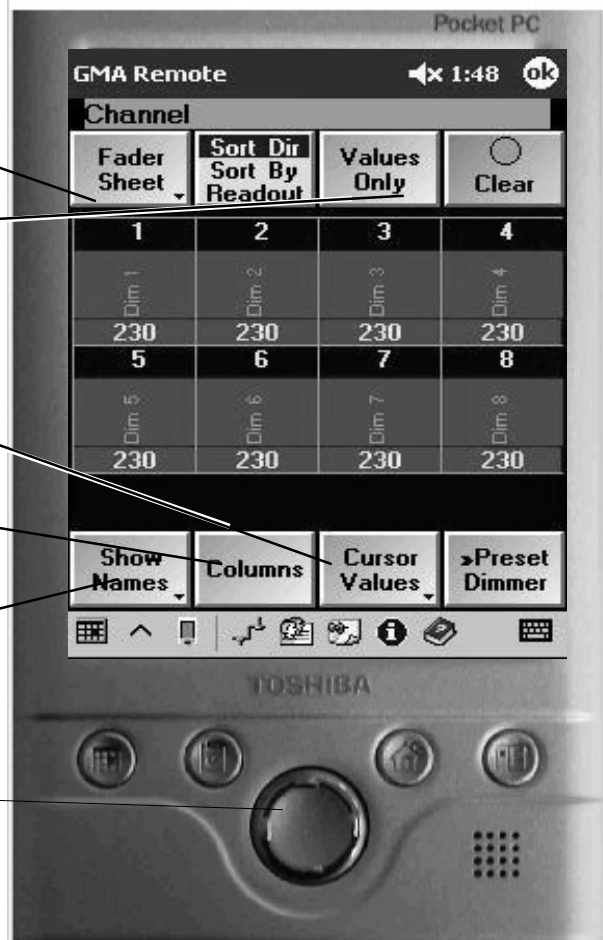 Pocket PC
GMA Remote 1:48 ok
Channel
Fader Sheet
Sort Dir
Sort By
Readout
Values Only
Clear
1 2 3 4
Dim 1 Dim 2 Dim 3 Dim 4
230 230 230 230
5 6 7 8
Dim 5 Dim 6 Dim 7 Dim 8
230 230 230 230
Show Names
Columns
Cursor Values
»Preset Dimmer
TOSHIBA